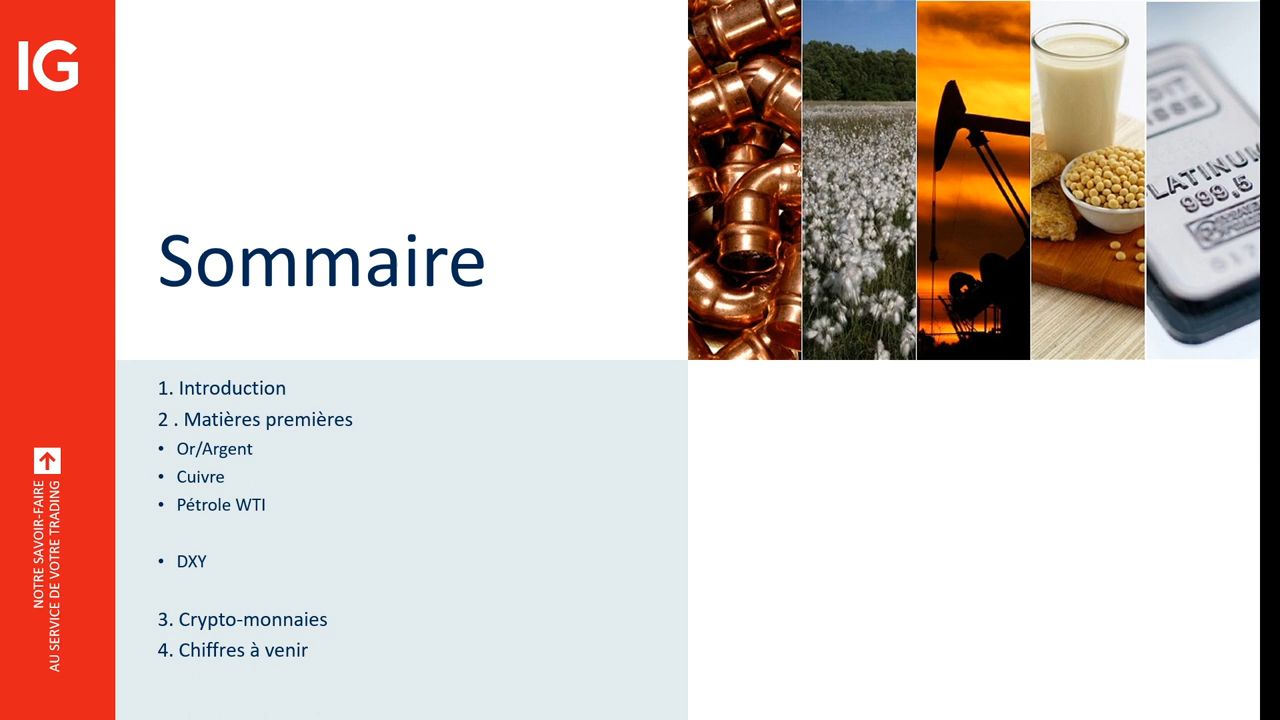 IG
Sommaire
1. Introduction
2 . Matières premières
• Or/Argent
• Cuivre
• Pétrole WTI
• DXY
3. Crypto-monnaies
4. Chiffres à venir
NOTRE SAVOIR-FAIRE
AU SERVICE DE VOTRE TRADING
LATINUM
999,5